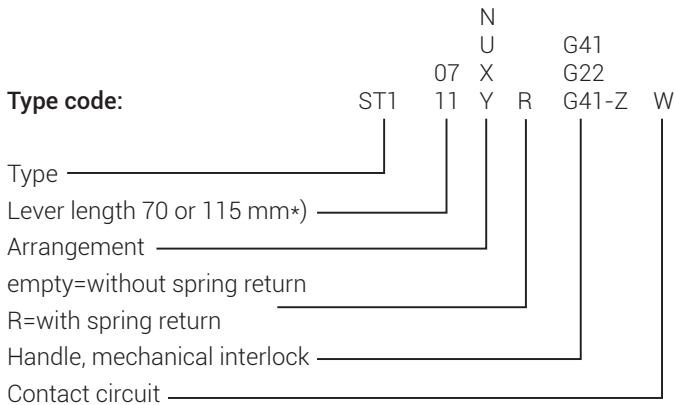 N
U G41
07 X G22
Type code: ST1 11 Y R G41-Z W
Type
Lever length 70 or 115 mm*)
Arrangement
empty=without spring return
R=with spring return
Handle, mechanical interlock
Contact circuit